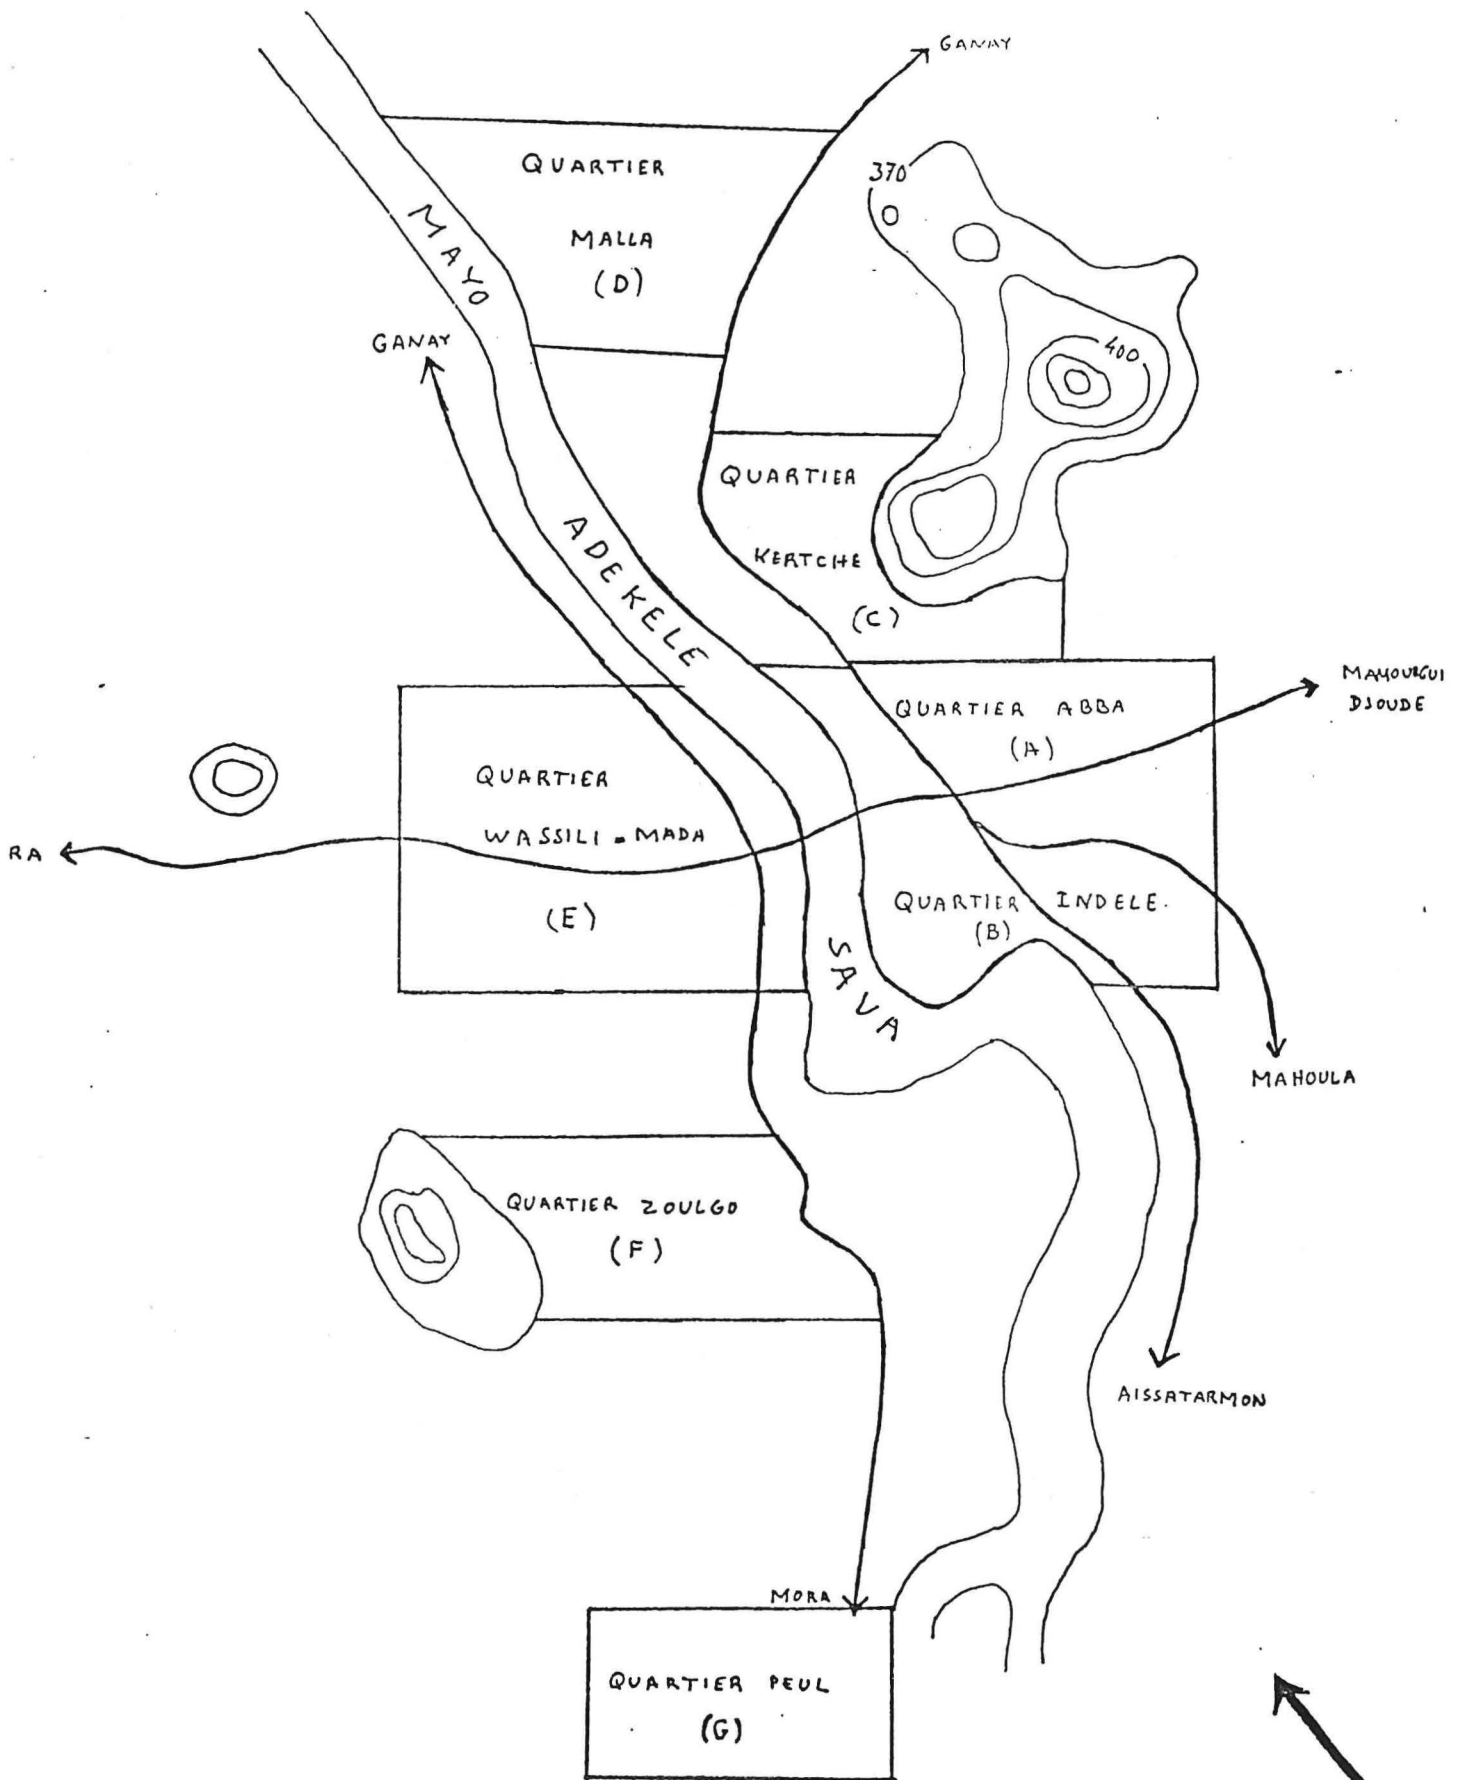 GANAY
QUARTIER
MALLA
(D)
370
MAYO
GANAY
400
QUARTIER
KERTCHE
(C)
ADEKELE
QUARTIER ABBA
(A)
MAYOURGUI
DJOUDE
QUARTIER
WASSILI - MADA
(E)
RA
QUARTIER INDELE.
(B)
SAVA
MAHOULA
QUARTIER ZOULGO
(F)
AISSATARMON
MORA
QUARTIER PEUL
(G)